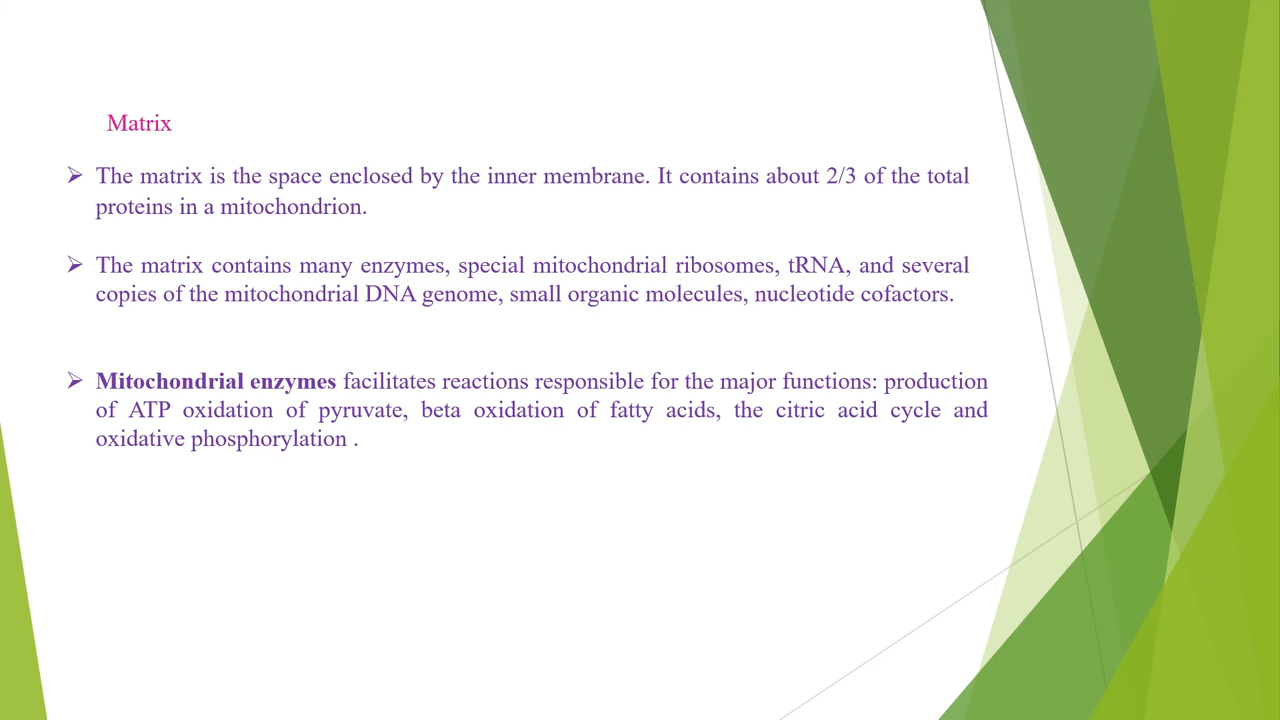 Matrix
➢ The matrix is the space enclosed by the inner membrane. It contains about 2/3 of the total
proteins in a mitochondrion.
➢ The matrix contains many enzymes, special mitochondrial ribosomes, tRNA, and several
copies of the mitochondrial DNA genome, small organic molecules, nucleotide cofactors.
➢ Mitochondrial enzymes facilitates reactions responsible for the major functions: production
of ATP oxidation of pyruvate, beta oxidation of fatty acids, the citric acid cycle and
oxidative phosphorylation .